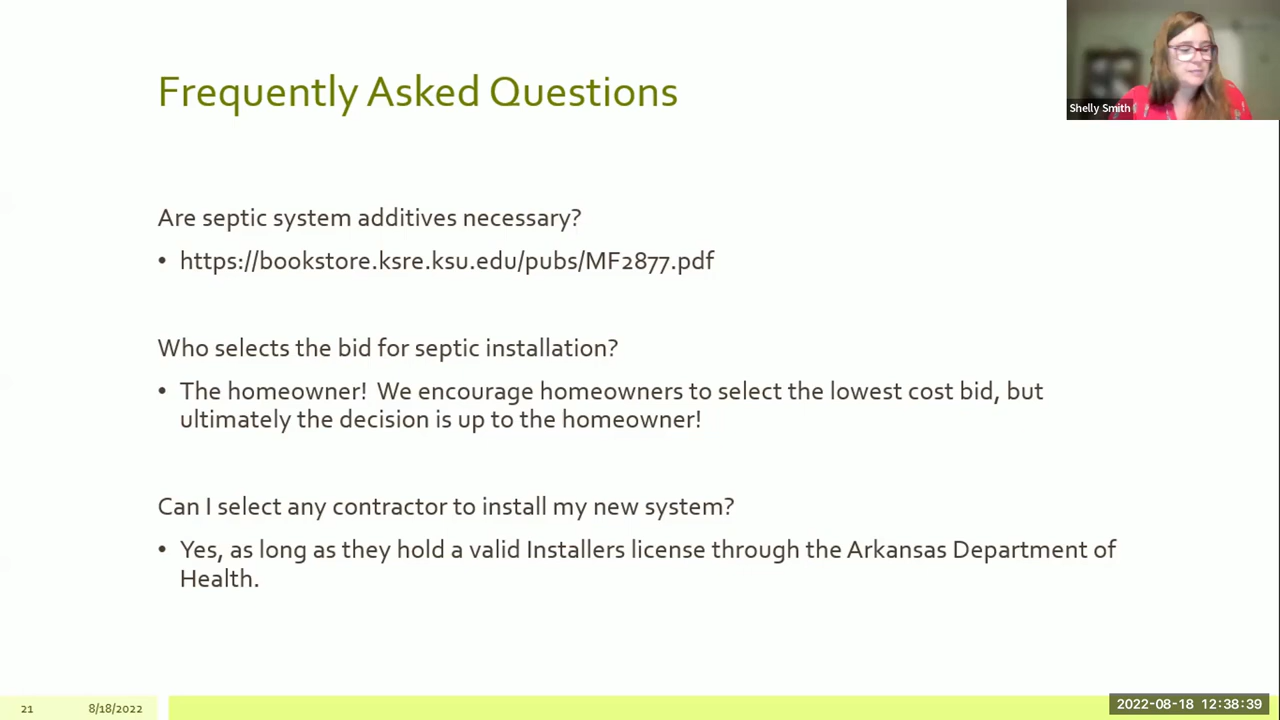 Frequently Asked Questions
Shelly Smith
Are septic system additives necessary?
• https://bookstore.ksre.ksu.edu/pubs/MF2877.pdf
Who selects the bid for septic installation?
• The homeowner!  We encourage homeowners to select the lowest cost bid, but
ultimately the decision is up to the homeowner!
Can I select any contractor to install my new system?
• Yes, as long as they hold a valid Installers license through the Arkansas Department of
Health.
21 8/18/2022
2022-08-18 12:38:39